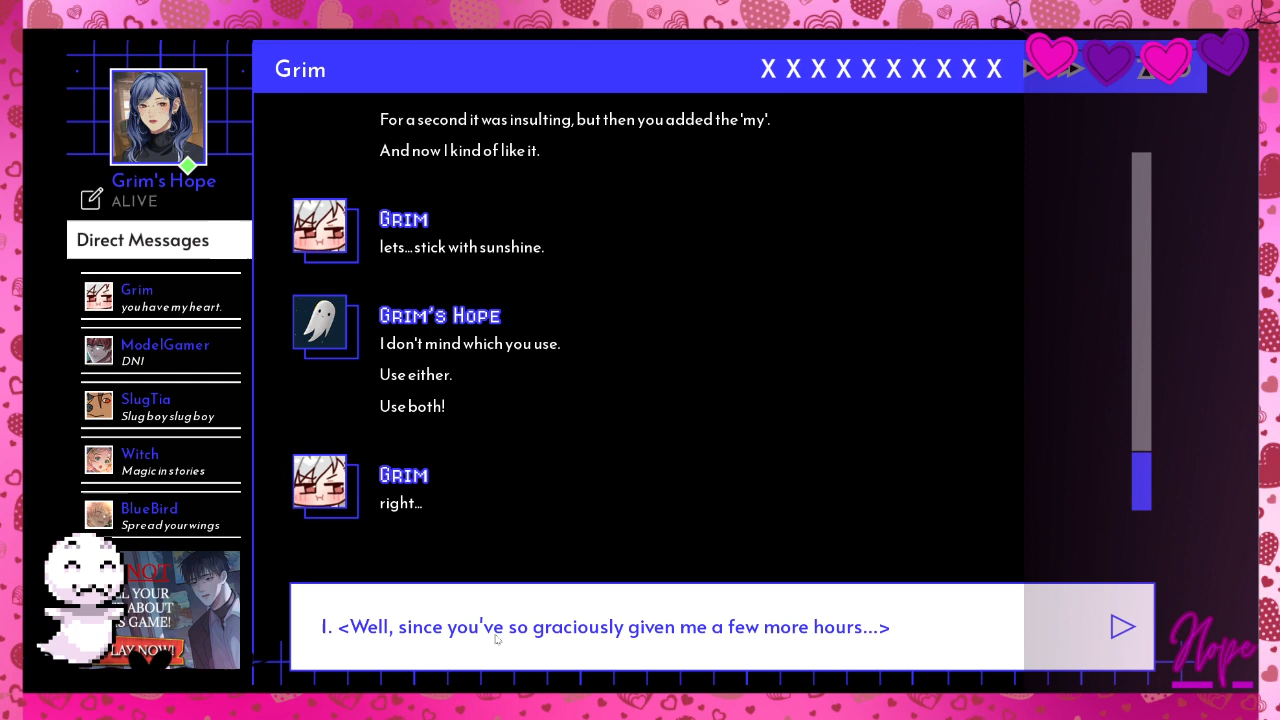 Grim
X X X X X X X X X X
Grim's Hope
ALIVE
Direct Messages
Grim
you have my heart.
ModelGamer
DNI
SlugTia
Slug boy slug boy
Witch
Magic in stories
BlueBird
Spread your wings
NOT
YOUR
ABOUT
GAME!
NOW!
For a second it was insulting, but then you added the 'my'.
And now I kind of like it.
Grim
lets...stick with sunshine.
Grim's Hope
I don't mind which you use.
Use either.
Use both!
Grim
right...
1. <Well, since you've so graciously given me a few more hours...>
Hope